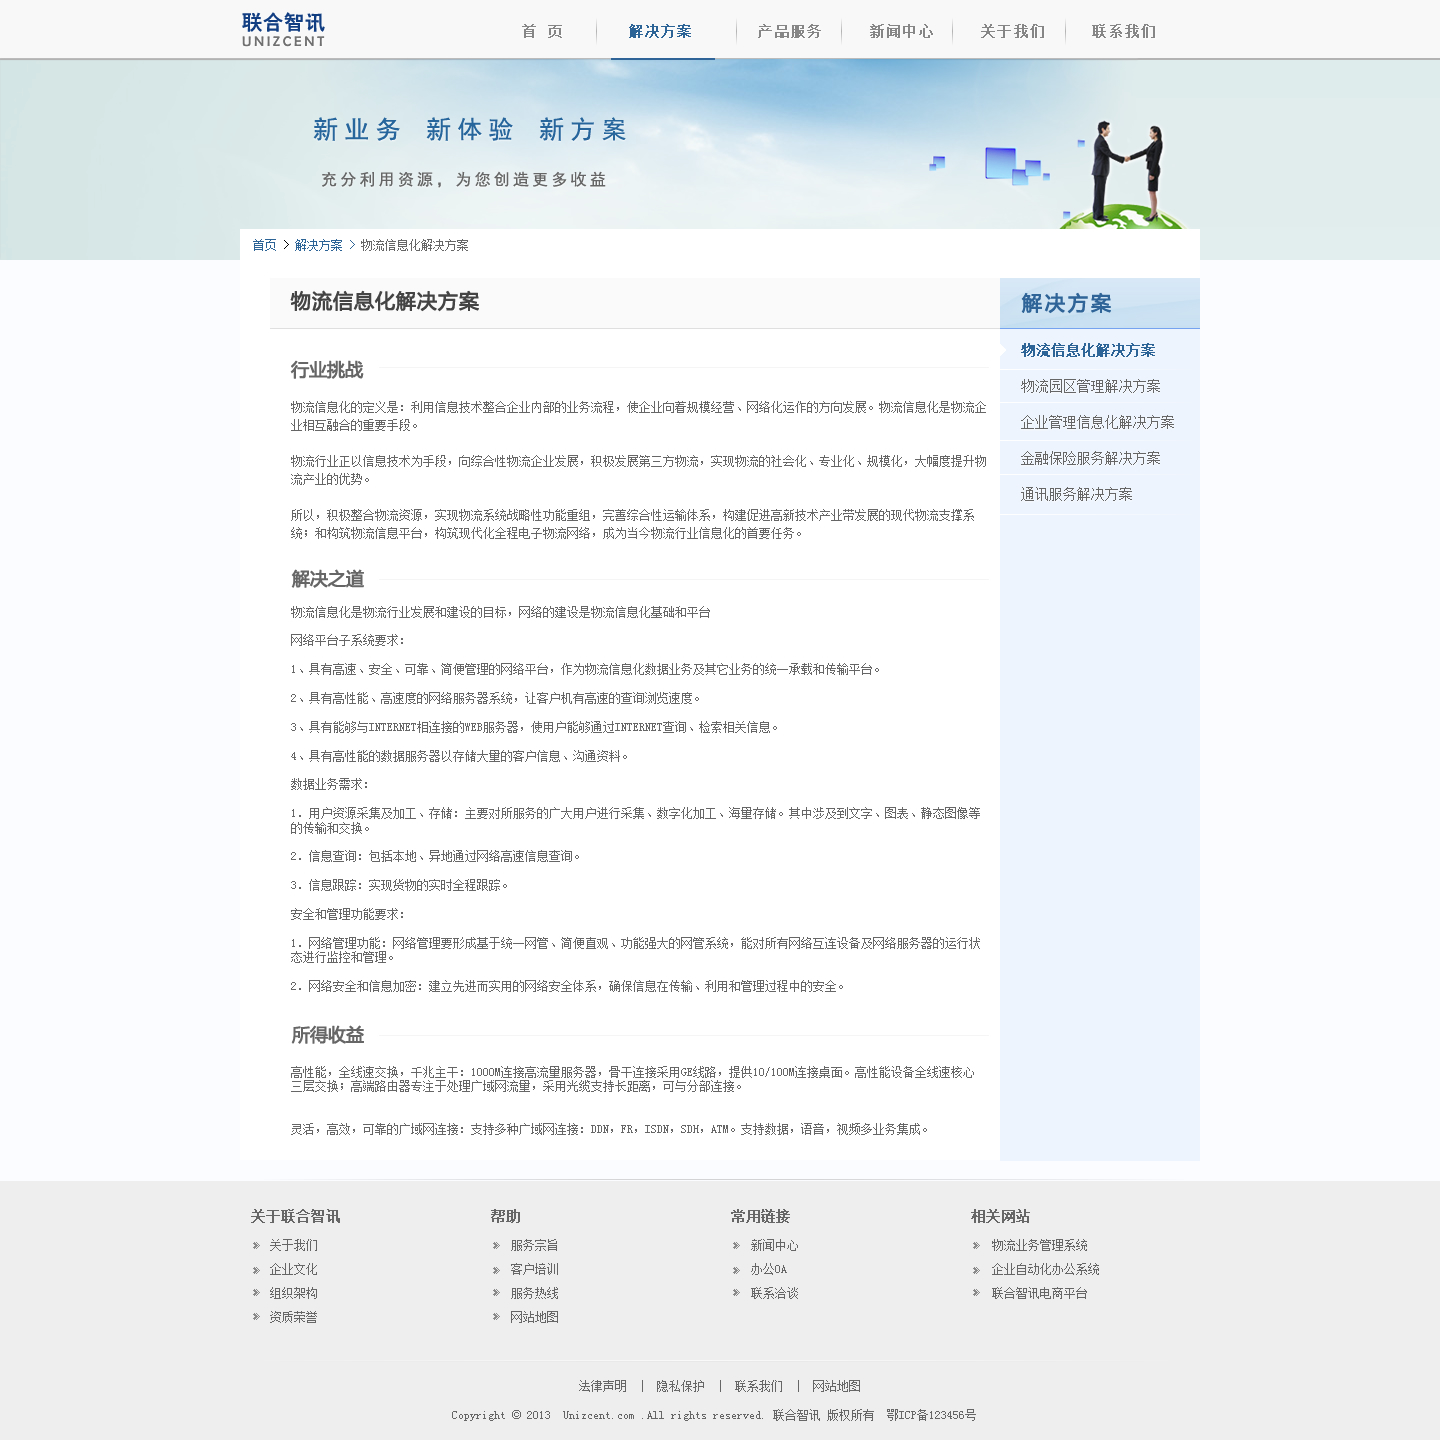 联合智讯
UNIZCENT
首 页
解决方案
产品服务
新闻中心
关于我们
联系我们
新业务 新体验 新方案
充分利用资源，为您创造更多收益
首页 > 解决方案 > 物流信息化解决方案
物流信息化解决方案
行业挑战
物流信息化的定义是：利用信息技术整合企业内部的业务流程，使企业向着规模经营、网络化运作的方向发展。物流信息化是物流企
业相互融合的重要手段。
物流行业正以信息技术为手段，向综合性物流企业发展，积极发展第三方物流，实现物流的社会化、专业化、规模化，大幅度提升物
流产业的优势。
所以，积极整合物流资源，实现物流系统战略性功能重组，完善综合性运输体系，构建促进高新技术产业带发展的现代物流支撑系
统；和构筑物流信息平台，构筑现代化全程电子物流网络，成为当今物流行业信息化的首要任务。
解决之道
物流信息化是物流行业发展和建设的目标，网络的建设是物流信息化基础和平台
网络平台子系统要求：
1、具有高速、安全、可靠、简便管理的网络平台，作为物流信息化数据业务及其它业务的统一承载和传输平台。
2、具有高性能、高速度的网络服务器系统，让客户机有高速的查询浏览速度。
3、具有能够与INTERNET相连接的WEB服务器，使用户能够通过INTERNET查询、检索相关信息。
4、具有高性能的数据服务器以存储大量的客户信息、沟通资料。
数据业务需求：
1．用户资源采集及加工、存储：主要对所服务的广大用户进行采集、数字化加工、海量存储。其中涉及到文字、图表、静态图像等
的传输和交换。
2．信息查询：包括本地、异地通过网络高速信息查询。
3．信息跟踪：实现货物的实时全程跟踪。
安全和管理功能要求：
1．网络管理功能：网络管理要形成基于统一网管、简便直观、功能强大的网管系统，能对所有网络互连设备及网络服务器的运行状
态进行监控和管理。
2．网络安全和信息加密：建立先进而实用的网络安全体系，确保信息在传输、利用和管理过程中的安全。
所得收益
高性能，全线速交换，千兆主干：1000M连接高流量服务器，骨干连接采用GE线路，提供10/100M连接桌面。高性能设备全线速核心
三层交换；高端路由器专注于处理广域网流量，采用光缆支持长距离，可与分部连接。
灵活，高效，可靠的广域网连接：支持多种广域网连接：DDN，FR，ISDN，SDH，ATM。支持数据，语音，视频多业务集成。
解决方案
物流信息化解决方案
物流园区管理解决方案
企业管理信息化解决方案
金融保险服务解决方案
通讯服务解决方案
关于联合智讯
关于我们
企业文化
组织架构
资质荣誉
帮助
服务宗旨
客户培训
服务热线
网站地图
常用链接
新闻中心
办公OA
联系洽谈
相关网站
物流业务管理系统
企业自动化办公系统
联合智讯电商平台
法律声明 | 隐私保护 | 联系我们 | 网站地图
Copyright © 2013 Unizcent.com .All rights reserved. 联合智讯 版权所有 鄂ICP备123456号